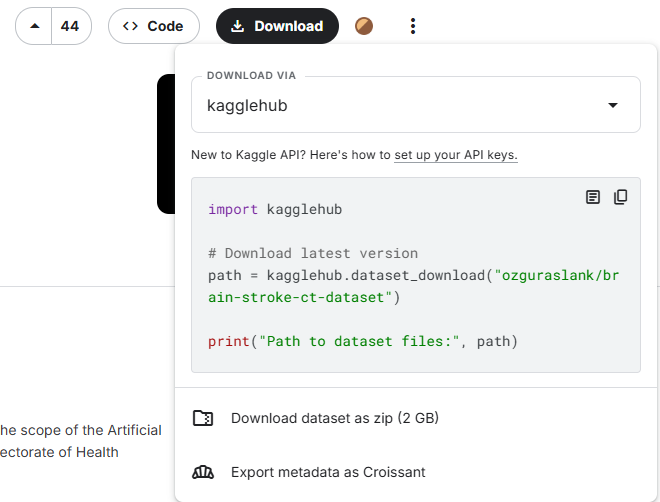 44
<> Code
Download
DOWNLOAD VIA
kagglehub
New to Kaggle API? Here's how to set up your API keys.
import kagglehub
# Download latest version
path = kagglehub.dataset_download("ozguraslank/br
ain-stroke-ct-dataset")
print("Path to dataset files:", path)
Download dataset as zip (2 GB)
Export metadata as Croissant
he scope of the Artificial
ectorate of Health